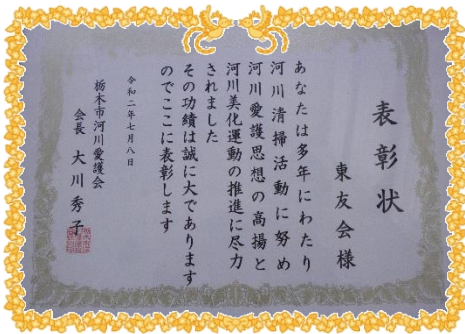 表彰状
東友会様
あなたは多年にわたり
河川清掃活動に努め
河川愛護思想の高揚と
河川美化運動の推進に尽力
されました
その功績は誠に大であります
のでここに表彰します
令和二年七月八日
栃木市河川愛護会
会長 大川秀子